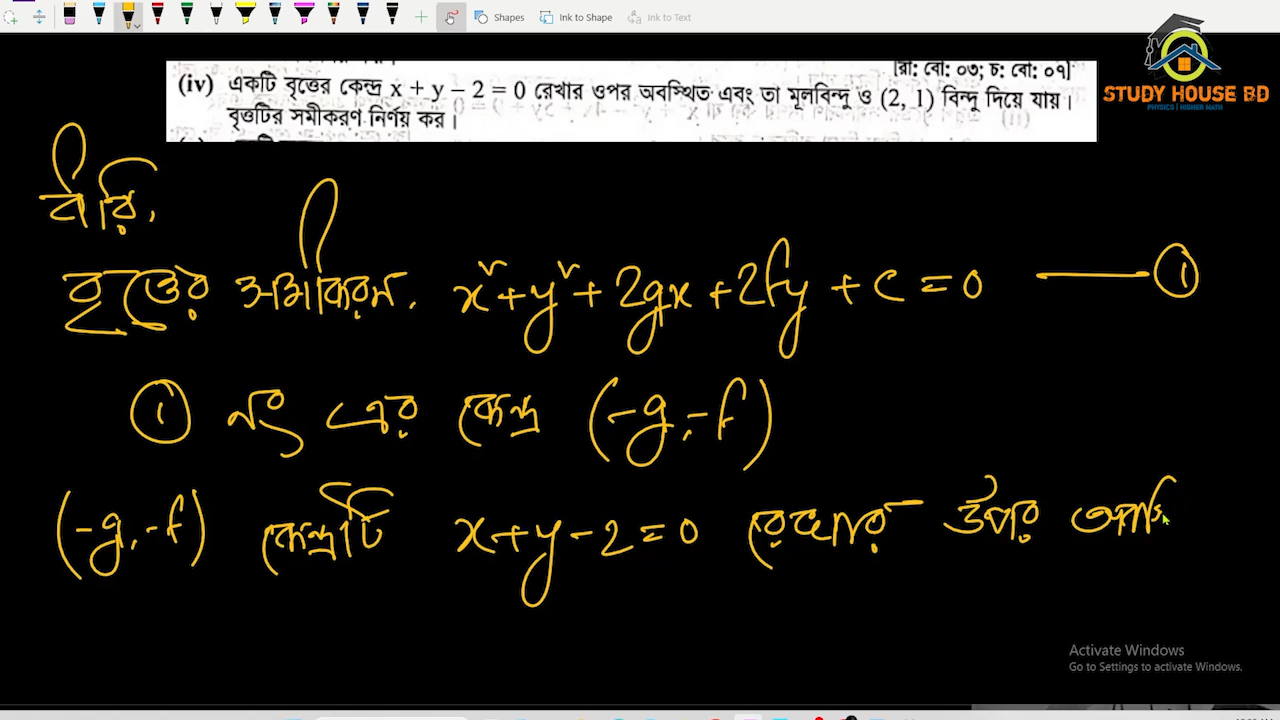 Shapes Ink to Shape Ink to Text
[রা: বো: ০৩; চ: বো: ০৭]
(iv) একটি বৃত্তের কেন্দ্র x + y − 2 = 0 রেখার ওপর অবস্থিত এবং তা মূলবিন্দু ও (2, 1) বিন্দু দিয়ে যায়।
বৃত্তটির সমীকরণ নির্ণয় কর।
STUDY HOUSE BD
PHYSICS | HIGHER MATH
ধরি,
বৃত্তের সমীকরন, x²+y²+2gx+2fy+c=0 ——— ①
① নং এর কেন্দ্র (-g,-f)
(-g,-f) কেন্দ্রটি x+y-2=0 রেখার উপর অবস্থি
Activate Windows
Go to Settings to activate Windows.